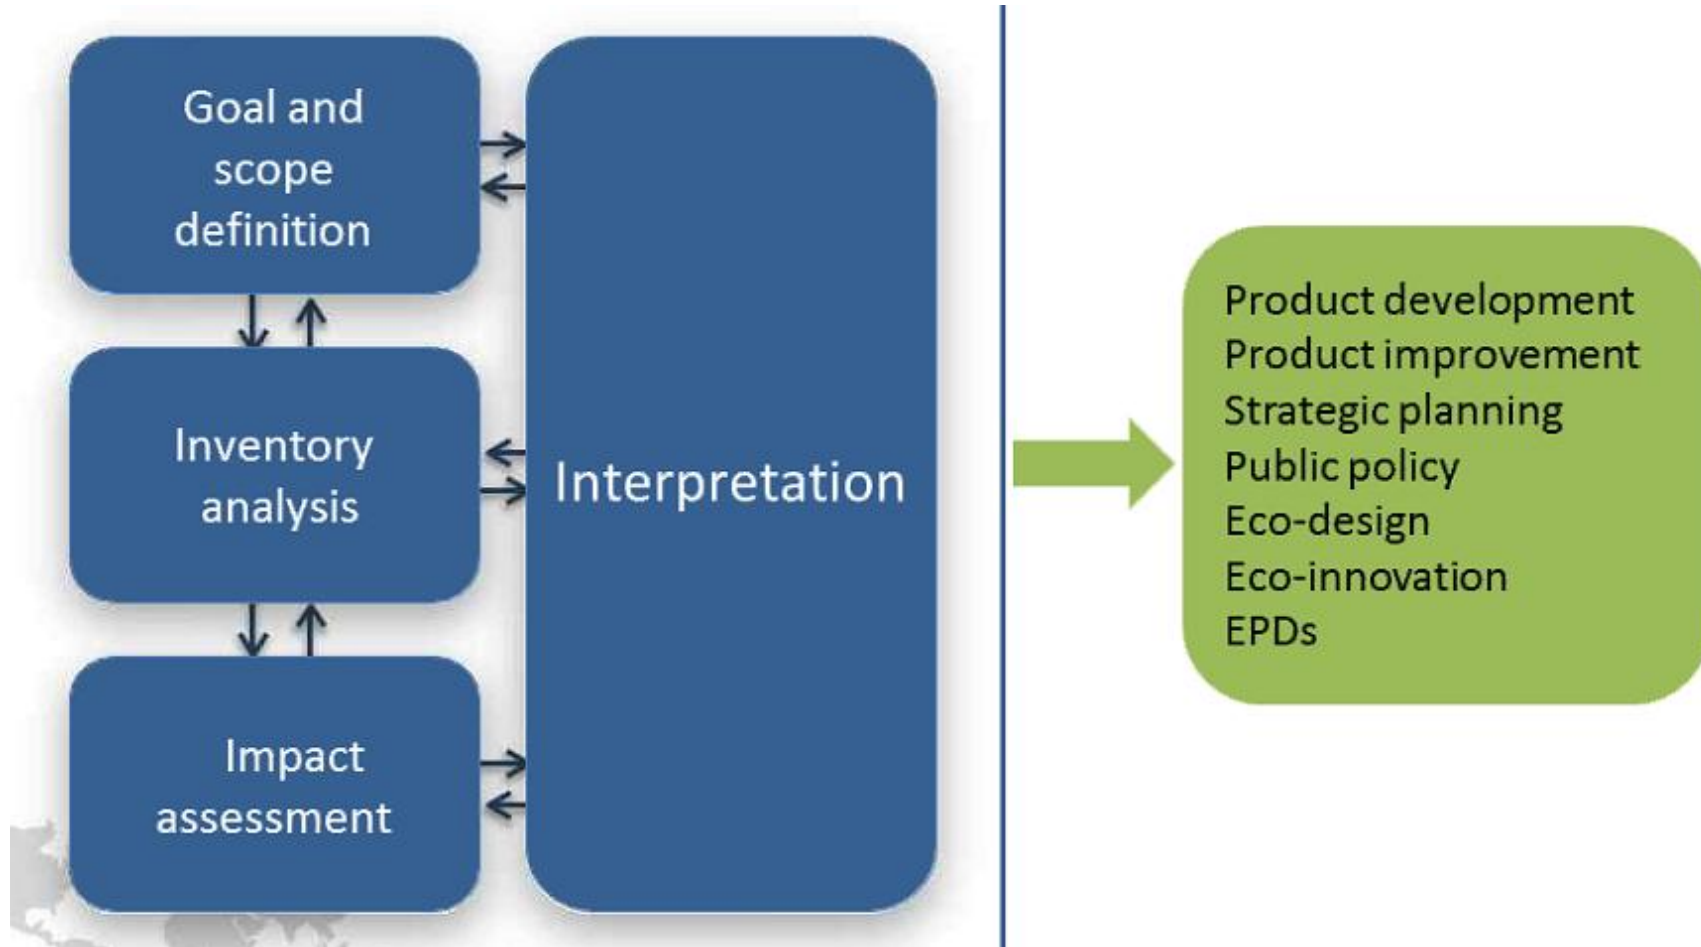 Goal and
scope
definition
Inventory
analysis
Impact
assessment
Interpretation
Product development
Product improvement
Strategic planning
Public policy
Eco-design
Eco-innovation
EPDs